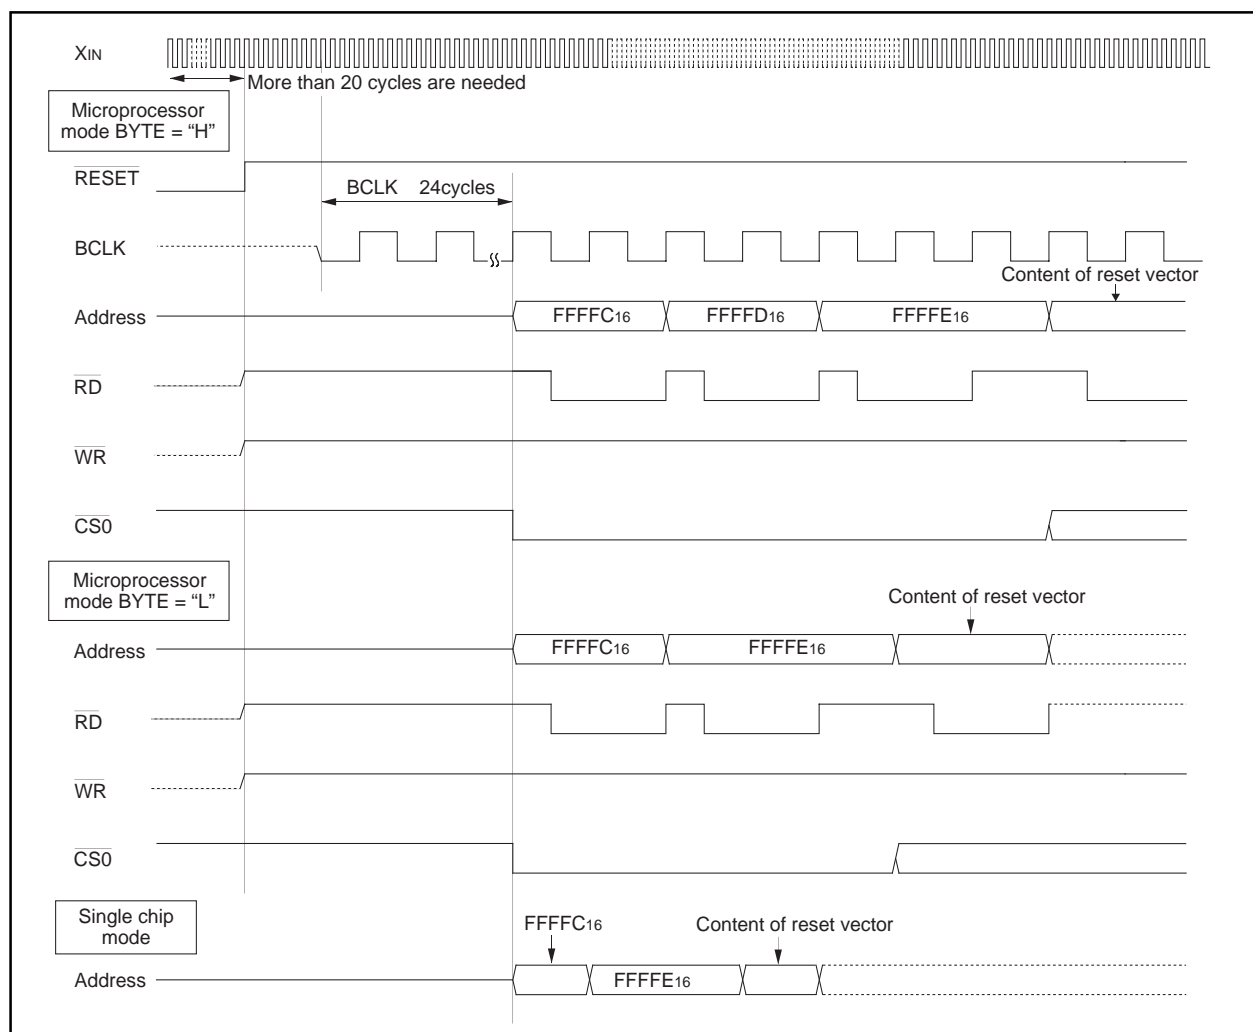 XIN
More than 20 cycles are needed
Microprocessor
mode BYTE = “H”
RESET
BCLK 24cycles
BCLK
Content of reset vector
Address
FFFFC16
FFFFD16
FFFFE16
RD
WR
CS0
Microprocessor
mode BYTE = “L”
Content of reset vector
Address
FFFFC16
FFFFE16
RD
WR
CS0
Single chip
mode
FFFFC16
Content of reset vector
Address
FFFFE16